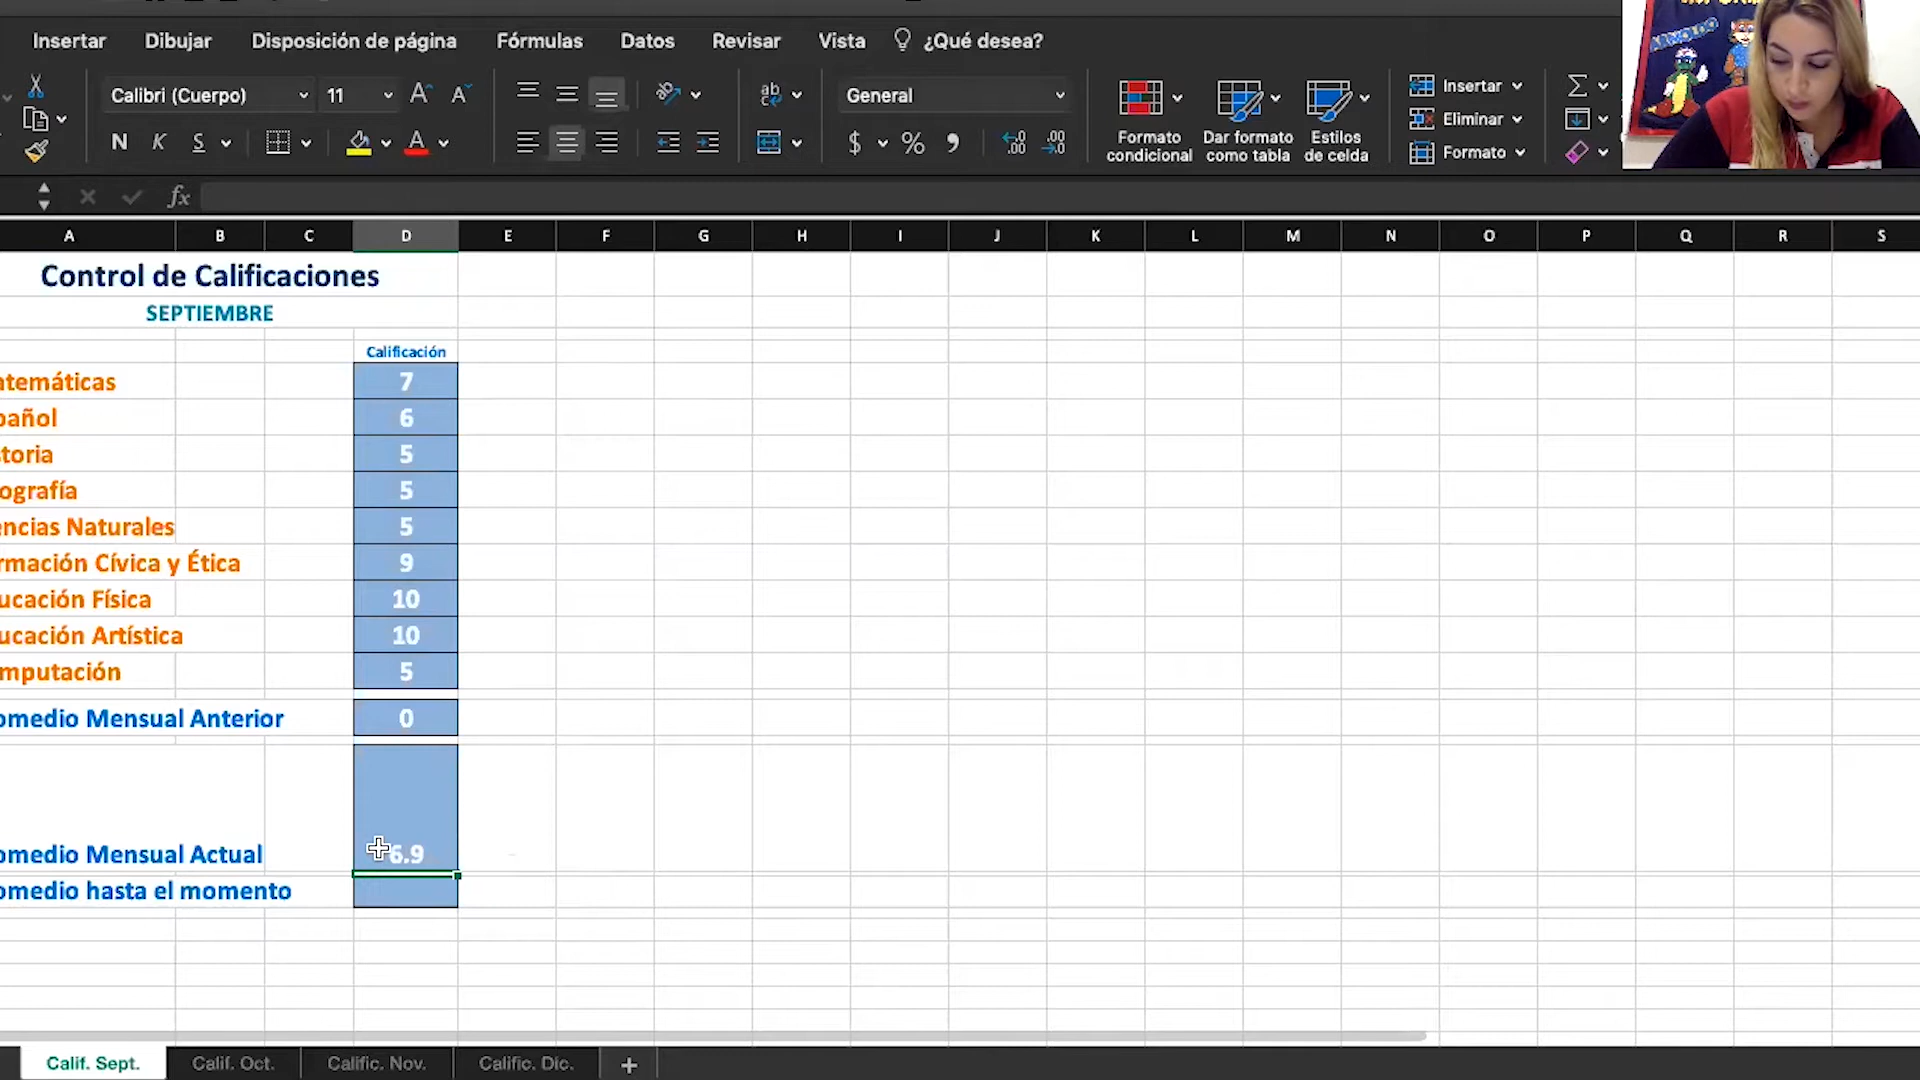 Insertar Dibujar Disposición de página Fórmulas Datos Revisar Vista ¿Qué desea?
Calibri (Cuerpo) 11 A A ab General Insertar
Eliminar
N K S A $ % Formato condicional Dar formato como tabla Estilos de celda Formato
fx
A B C D E F G H I J K L M N O P Q R S
Control de Calificaciones
SEPTIEMBRE
Calificación
temáticas 7
pañol 6
toria 5
ografía 5
encias Naturales 5
rmación Cívica y Ética 9
ucación Física 10
ucación Artística 10
mputación 5
omedio Mensual Anterior 0
omedio Mensual Actual 6.9
omedio hasta el momento
Calif. Sept. Calif. Oct. Calific. Nov. Calific. Dic. +
ARNOLDO